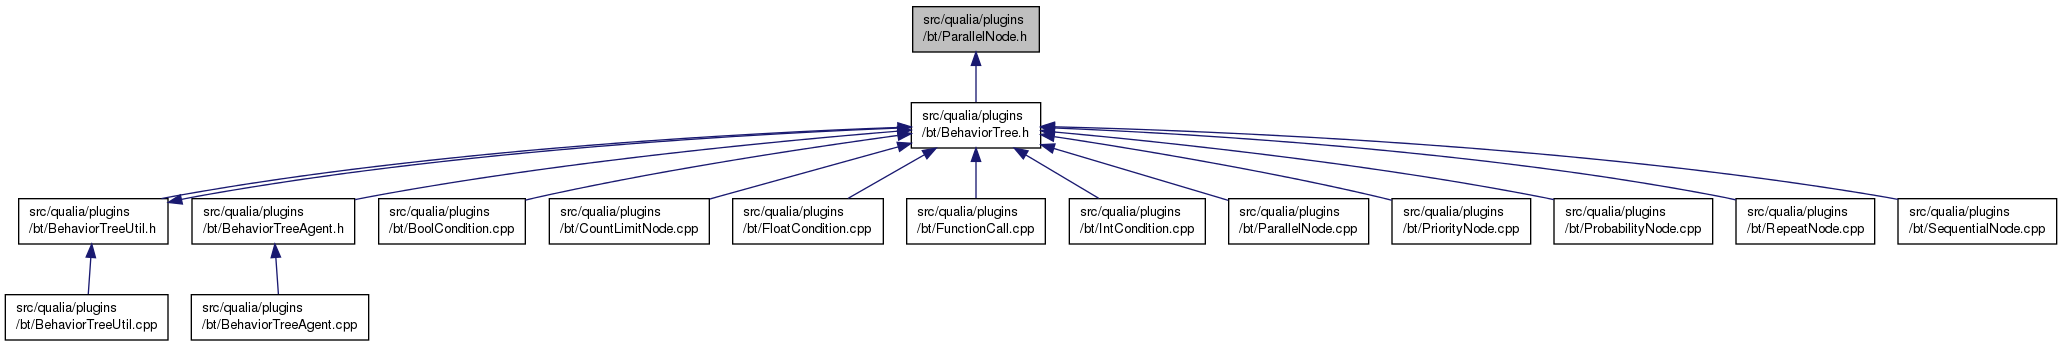 src/qualia/plugins
/bt/ParallelNode.h
src/qualia/plugins
/bt/BehaviorTree.h
src/qualia/plugins
/bt/BehaviorTreeUtil.h
src/qualia/plugins
/bt/BehaviorTreeAgent.h
src/qualia/plugins
/bt/BoolCondition.cpp
src/qualia/plugins
/bt/CountLimitNode.cpp
src/qualia/plugins
/bt/FloatCondition.cpp
src/qualia/plugins
/bt/FunctionCall.cpp
src/qualia/plugins
/bt/IntCondition.cpp
src/qualia/plugins
/bt/ParallelNode.cpp
src/qualia/plugins
/bt/PriorityNode.cpp
src/qualia/plugins
/bt/ProbabilityNode.cpp
src/qualia/plugins
/bt/RepeatNode.cpp
src/qualia/plugins
/bt/SequentialNode.cpp
src/qualia/plugins
/bt/BehaviorTreeUtil.cpp
src/qualia/plugins
/bt/BehaviorTreeAgent.cpp